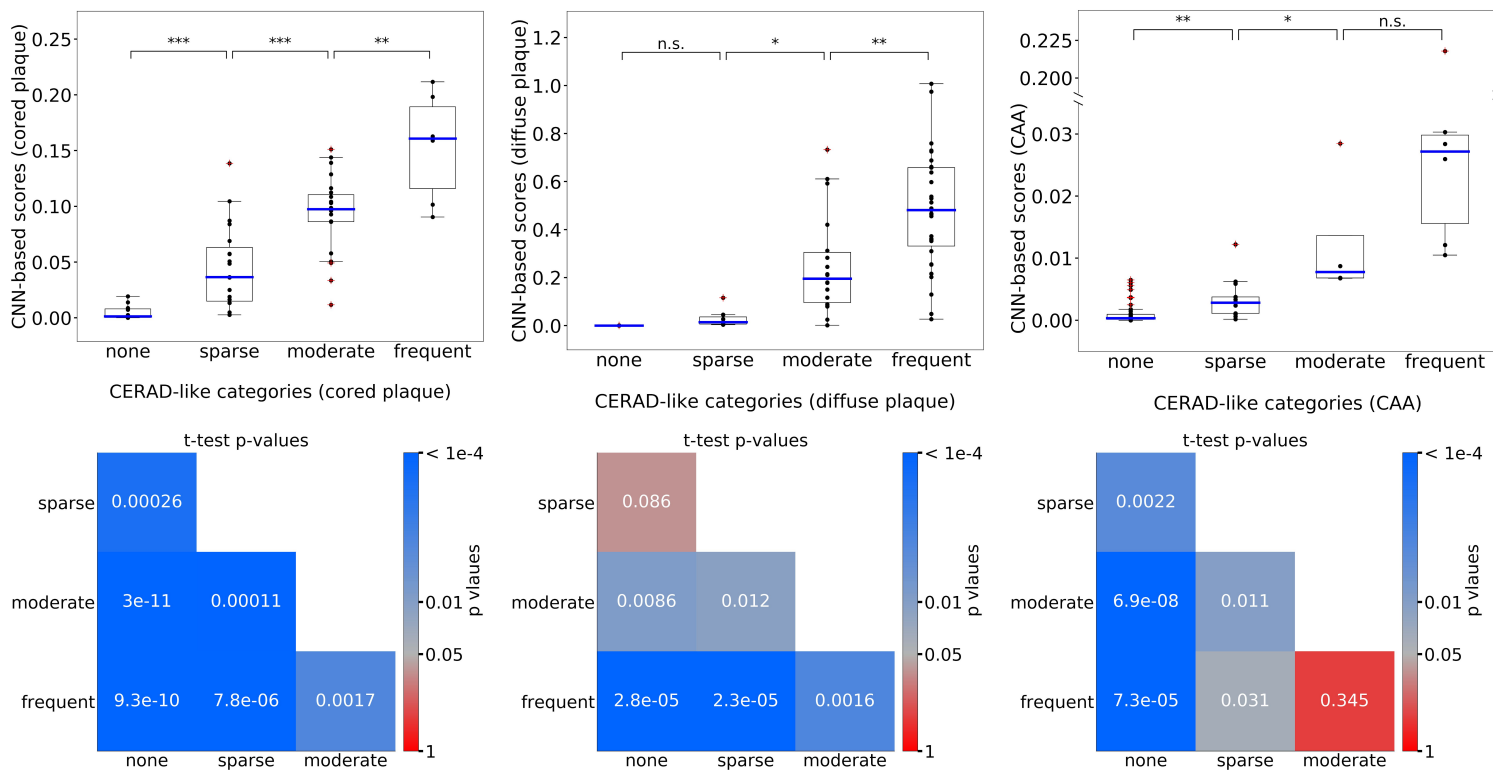 *** *** **
0.25
0.20
0.15
0.10
0.05
0.00
CNN-based scores (cored plaque)
none sparse moderate frequent
CERAD-like categories (cored plaque)
n.s. * **
1.2
1.0
0.8
0.6
0.4
0.2
0.0
CNN-based scores (diffuse plaque)
none sparse moderate frequent
CERAD-like categories (diffuse plaque)
** * n.s.
0.225
0.200
0.03
0.02
0.01
0.00
CNN-based scores (CAA)
none sparse moderate frequent
CERAD-like categories (CAA)
t-test p-values
sparse 0.00026
moderate 3e-11 0.00011
frequent 9.3e-10 7.8e-06 0.0017
none sparse moderate
< 1e-4
0.01
0.05
1
p vlaues
t-test p-values
sparse 0.086
moderate 0.0086 0.012
frequent 2.8e-05 2.3e-05 0.0016
none sparse moderate
< 1e-4
0.01
0.05
1
p vlaues
t-test p-values
sparse 0.0022
moderate 6.9e-08 0.011
frequent 7.3e-05 0.031 0.345
none sparse moderate
< 1e-4
0.01
0.05
1
p vlaues